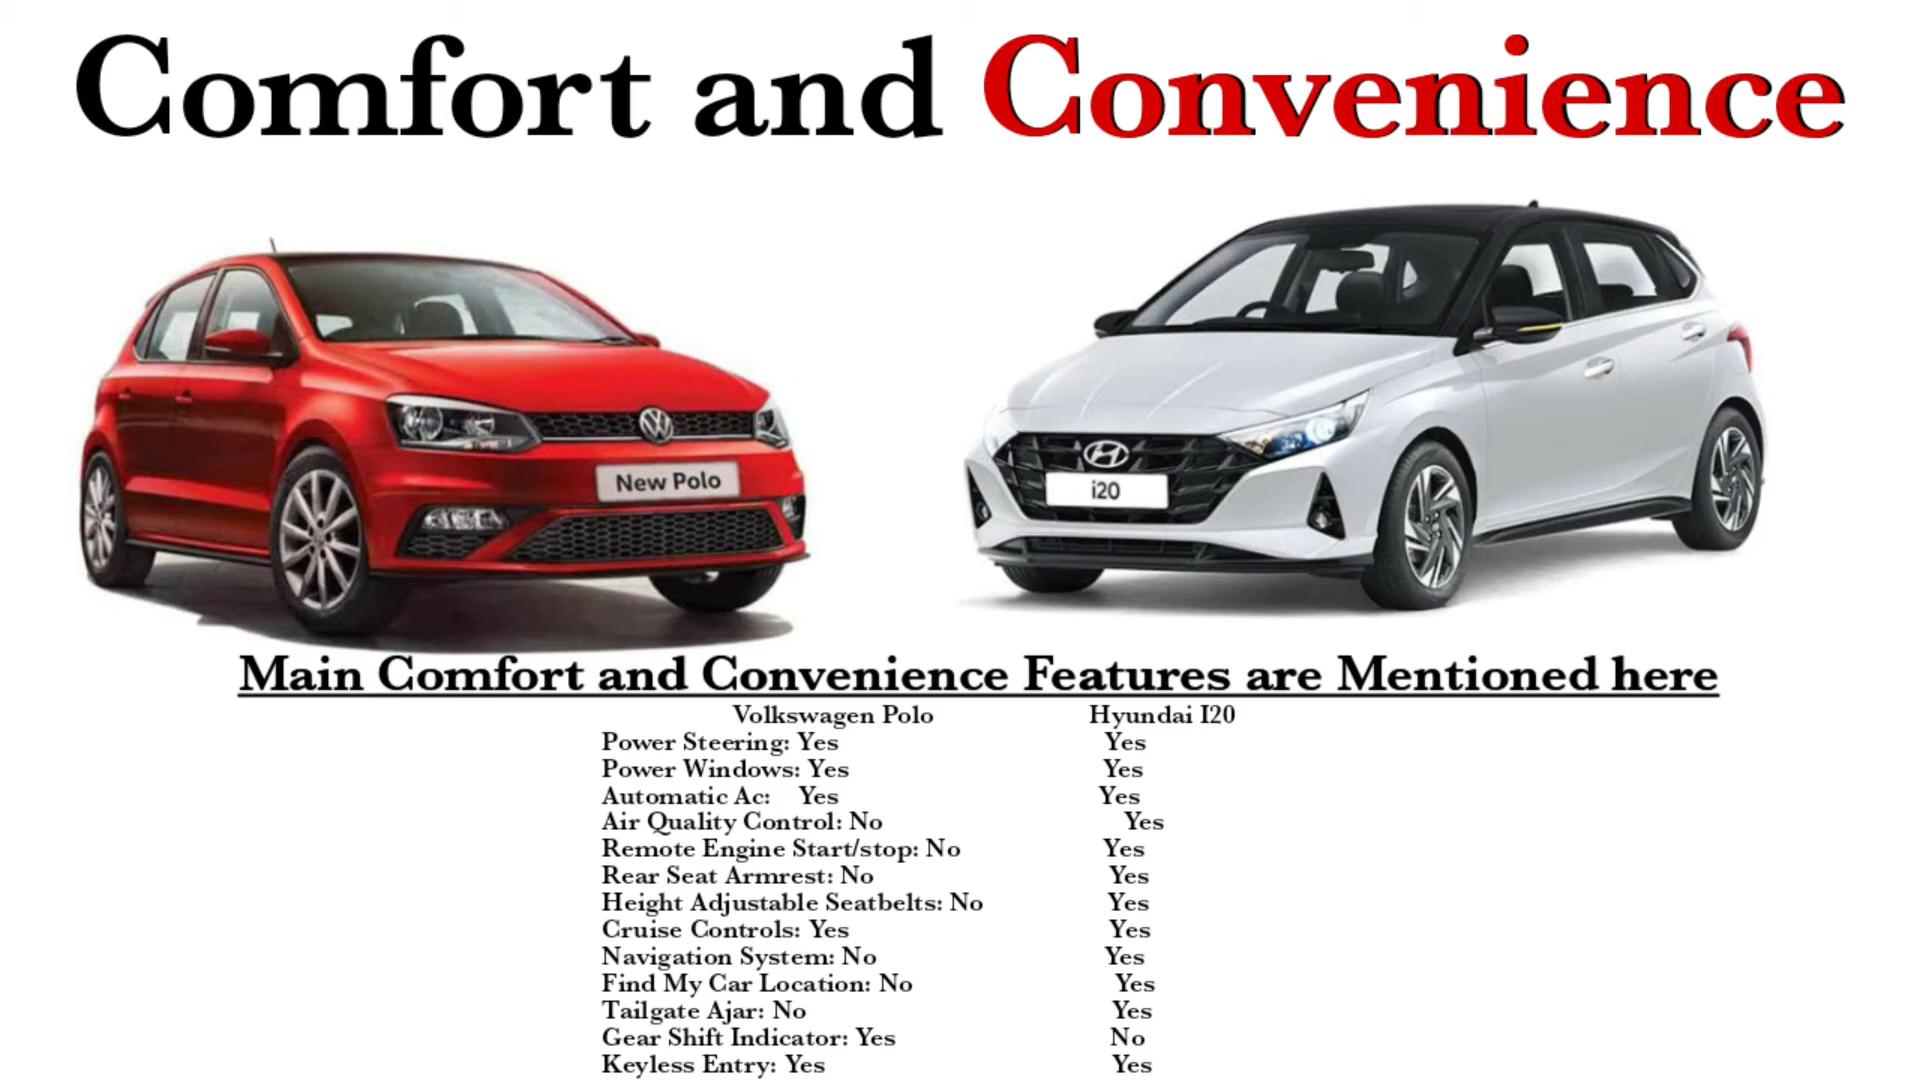 Comfort and Convenience
New Polo
i20
Main Comfort and Convenience Features are Mentioned here
Volkswagen Polo Hyundai I20
Power Steering: Yes Yes
Power Windows: Yes Yes
Automatic Ac: Yes Yes
Air Quality Control: No Yes
Remote Engine Start/stop: No Yes
Rear Seat Armrest: No Yes
Height Adjustable Seatbelts: No Yes
Cruise Controls: Yes Yes
Navigation System: No Yes
Find My Car Location: No Yes
Tailgate Ajar: No Yes
Gear Shift Indicator: Yes No
Keyless Entry: Yes Yes